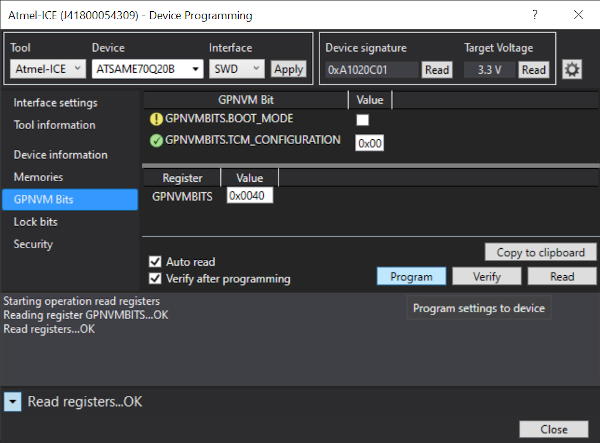 Atmel-ICE (J41800054309) - Device Programming
Tool Device Interface Device signature Target Voltage
Atmel-ICE ATSAME70Q20B SWD Apply 0xA1020C01 Read 3.3 V Read
Interface settings
Tool information
Device information
Memories
GPNVM Bits
Lock bits
Security
GPNVM Bit Value
GPNVMBITS.BOOT_MODE
GPNVMBITS.TCM_CONFIGURATION 0x00
Register Value
GPNVMBITS 0x0040
Copy to clipboard
Auto read
Verify after programming
Program Verify Read
Starting operation read registers
Reading register GPNVMBITS...OK
Read registers...OK
Program settings to device
Read registers...OK
Close